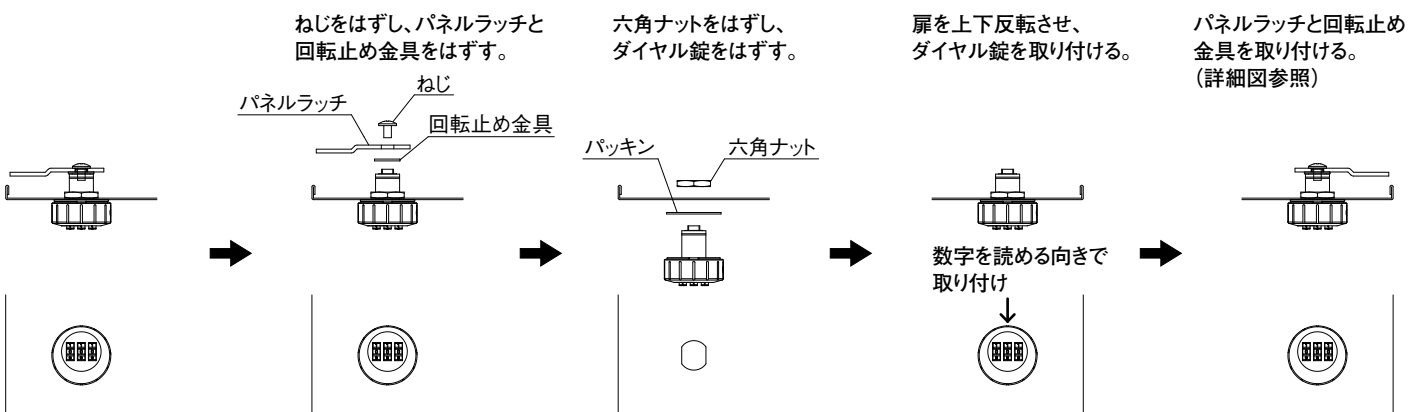 ねじをはずし、パネルラッチと
回転止め金具をはずす。
ねじ
パネルラッチ
回転止め金具
六角ナットをはずし、
ダイヤル錠をはずす。
パッキン
六角ナット
扉を上下反転させ、
ダイヤル錠を取り付ける。
数字を読める向きで
取り付け
パネルラッチと回転止め
金具を取り付ける。
（詳細図参照）